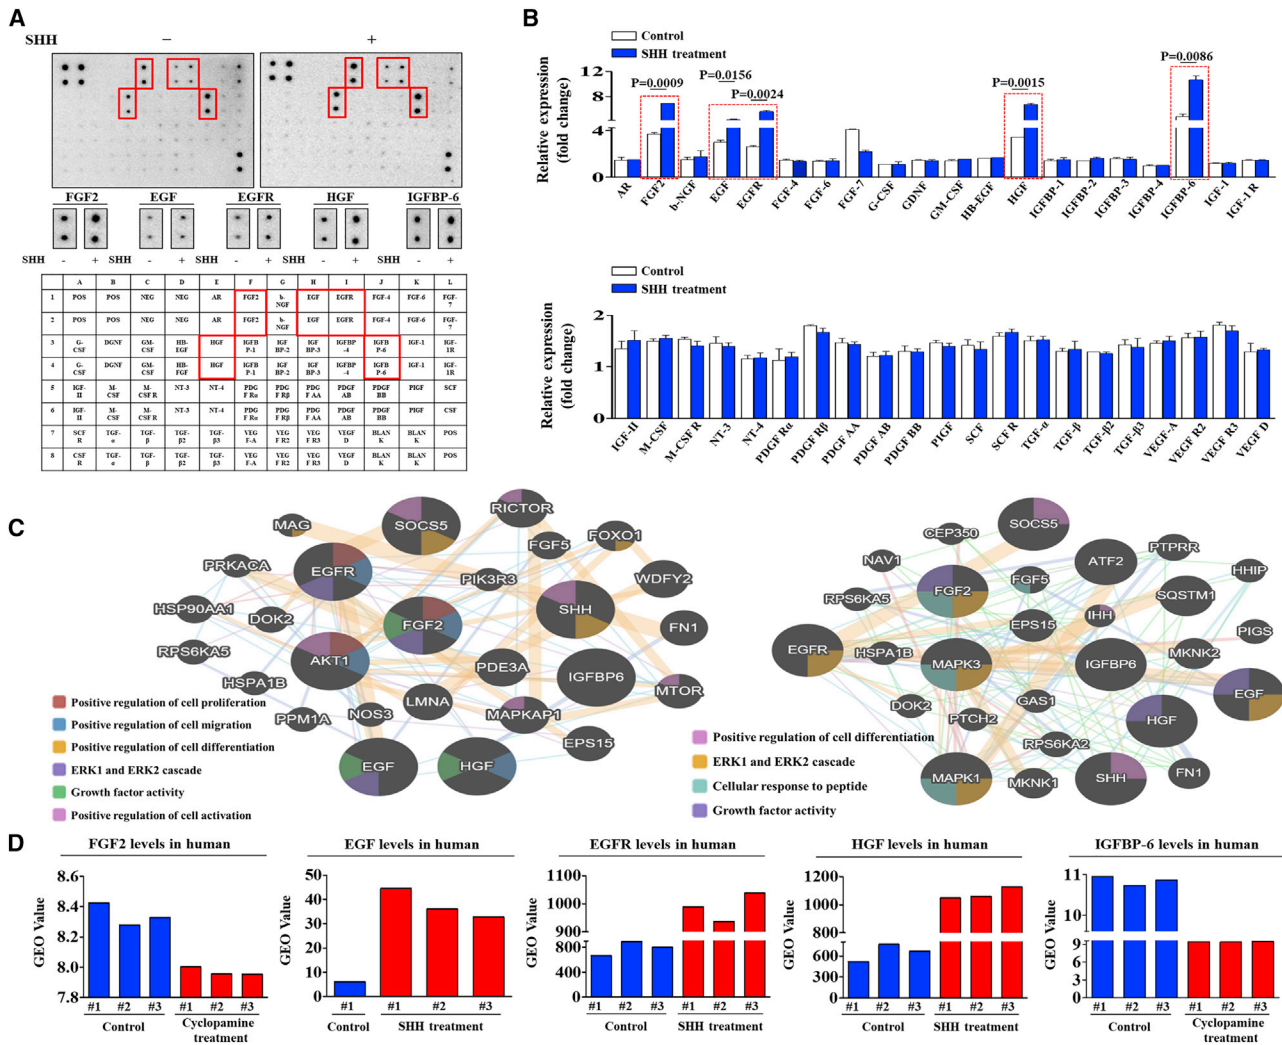 A
SHH
−
+
FGF2
EGF
EGFR
HGF
IGFBP-6
SHH - + SHH - + SHH - + SHH - + SHH - +
A B C D E F G H I J K L
1 POS POS NEG NEG AR FGF2 b-NGF EGF EGFR FGF-4 FGF-6 FGF-7
2 POS POS NEG NEG AR FGF2 b-NGF EGF EGFR FGF-4 FGF-6 FGF-7
3 G-CSF DGNF GM-CSF HB-EGF HGF IGFBP-1 IGFBP-2 IGFBP-3 IGFBP-4 IGFBP-6 IGF-1 IGF-1R
4 G-CSF DGNF GM-CSF HB-EGF HGF IGFBP-1 IGFBP-2 IGFBP-3 IGFBP-4 IGFBP-6 IGF-1 IGF-1R
5 IGF-II M-CSF M-CSFR NT-3 NT-4 PDGFRα PDGFRβ PDGFAA PDGFAB PDGFBB PIGF SCF
6 IGF-II M-CSF M-CSFR NT-3 NT-4 PDGFRα PDGFRβ PDGFAA PDGFAB PDGFBB PIGF CSF
7 SCFR TGF-α TGF-β TGF-β2 TGF-β3 VEGF-A VEGFR2 VEGFR3 VEGFD BLANK BLANK POS
8 CSFR TGF-α TGF-β TGF-β2 TGF-β3 VEGF-A VEGFR2 VEGFR3 VEGFD BLANK BLANK POS
B
Control
SHH treatment
P=0.0009
P=0.0156
P=0.0024
P=0.0015
P=0.0086
Relative expression
(fold change)
12
8
4
0
AR FGF2 b-NGF EGF EGFR FGF-4 FGF-6 FGF-7 G-CSF GDNF GM-CSF HB-EGF HGF IGFBP-1 IGFBP-2 IGFBP-3 IGFBP-4 IGFBP-6 IGF-1 IGF-1R
Control
SHH treatment
Relative expression
(fold change)
2
1
0
IGF-II M-CSF M-CSFR NT-3 NT-4 PDGFRα PDGFRβ PDGF AA PDGF AB PDGF BB PIGF SCF SCFR TGF-α TGF-β TGF-β2 TGF-β3 VEGF-A VEGF R2 VEGF R3 VEGF D
C
MAG
SOCS5
RICTOR
FOXO1
FGF5
PRKACA
EGFR
PIK3R3
WDFY2
HSP90AA1
DOK2
FGF2
SHH
FN1
RPS6KA5
AKT1
PDE3A
IGFBP6
HSPA1B
LMNA
MTOR
PPM1A
NOS3
MAPKAP1
EPS15
EGF
HGF
Positive regulation of cell proliferation
Positive regulation of cell migration
Positive regulation of cell differentiation
ERK1 and ERK2 cascade
Growth factor activity
Positive regulation of cell activation
SOCS5
CEP350
NAV1
ATF2
PTPRR
FGF2
FGF5
HHIP
RPS6KA5
IHH
SQSTM1
EPS15
PIGS
EGFR
HSPA1B
MAPK3
IGFBP6
MKNK2
DOK2
GAS1
EGF
PTCH2
HGF
RPS6KA2
MAPK1
MKNK1
SHH
FN1
Positive regulation of cell differentiation
ERK1 and ERK2 cascade
Cellular response to peptide
Growth factor activity
D
FGF2 levels in human
GEO Value
8.6
8.4
8.2
8.0
7.8
#1 #2 #3 #1 #2 #3
Control
Cyclopamine
treatment
EGF levels in human
GEO Value
50
40
30
20
10
0
#1 #1 #2 #3
Control SHH treatment
EGFR levels in human
GEO Value
1100
1000
900
800
400
0
#1 #2 #3 #1 #2 #3
Control SHH treatment
HGF levels in human
GEO Value
1200
1000
800
600
300
0
#1 #2 #3 #1 #2 #3
Control SHH treatment
IGFBP-6 levels in human
GEO Value
11
10
9
6
3
0
#1 #2 #3 #1 #2 #3
Control
Cyclopamine
treatment